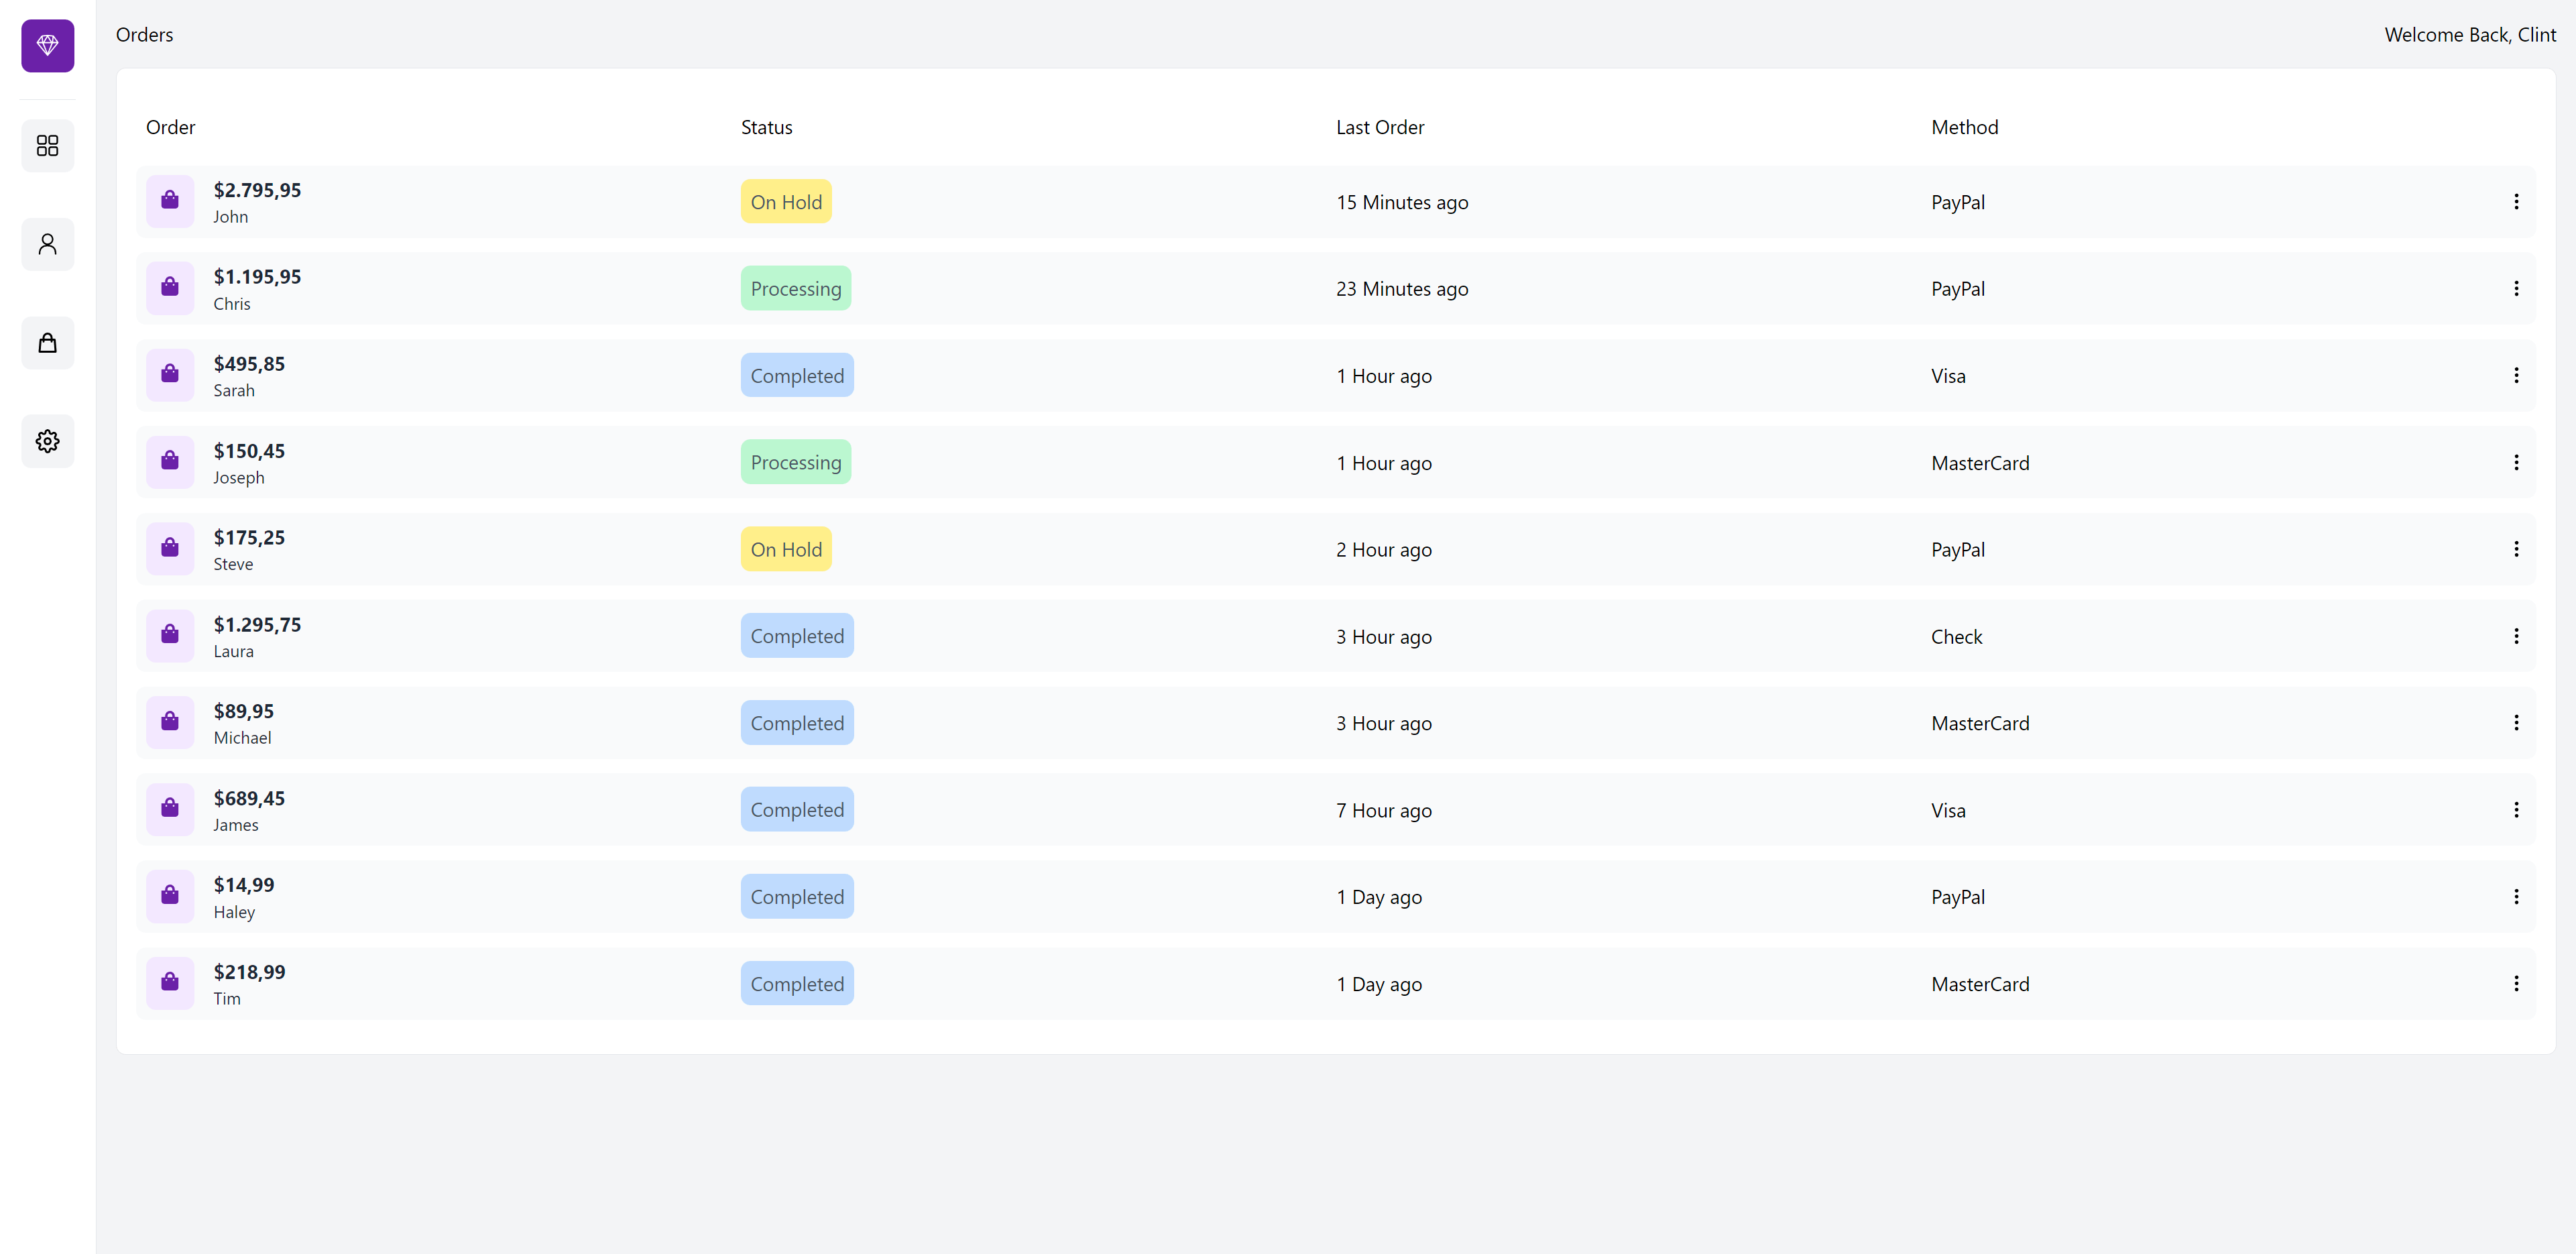 Orders
Welcome Back, Clint
Order Status Last Order Method
$2.795,95
John
On Hold
15 Minutes ago
PayPal
$1.195,95
Chris
Processing
23 Minutes ago
PayPal
$495,85
Sarah
Completed
1 Hour ago
Visa
$150,45
Joseph
Processing
1 Hour ago
MasterCard
$175,25
Steve
On Hold
2 Hour ago
PayPal
$1.295,75
Laura
Completed
3 Hour ago
Check
$89,95
Michael
Completed
3 Hour ago
MasterCard
$689,45
James
Completed
7 Hour ago
Visa
$14,99
Haley
Completed
1 Day ago
PayPal
$218,99
Tim
Completed
1 Day ago
MasterCard